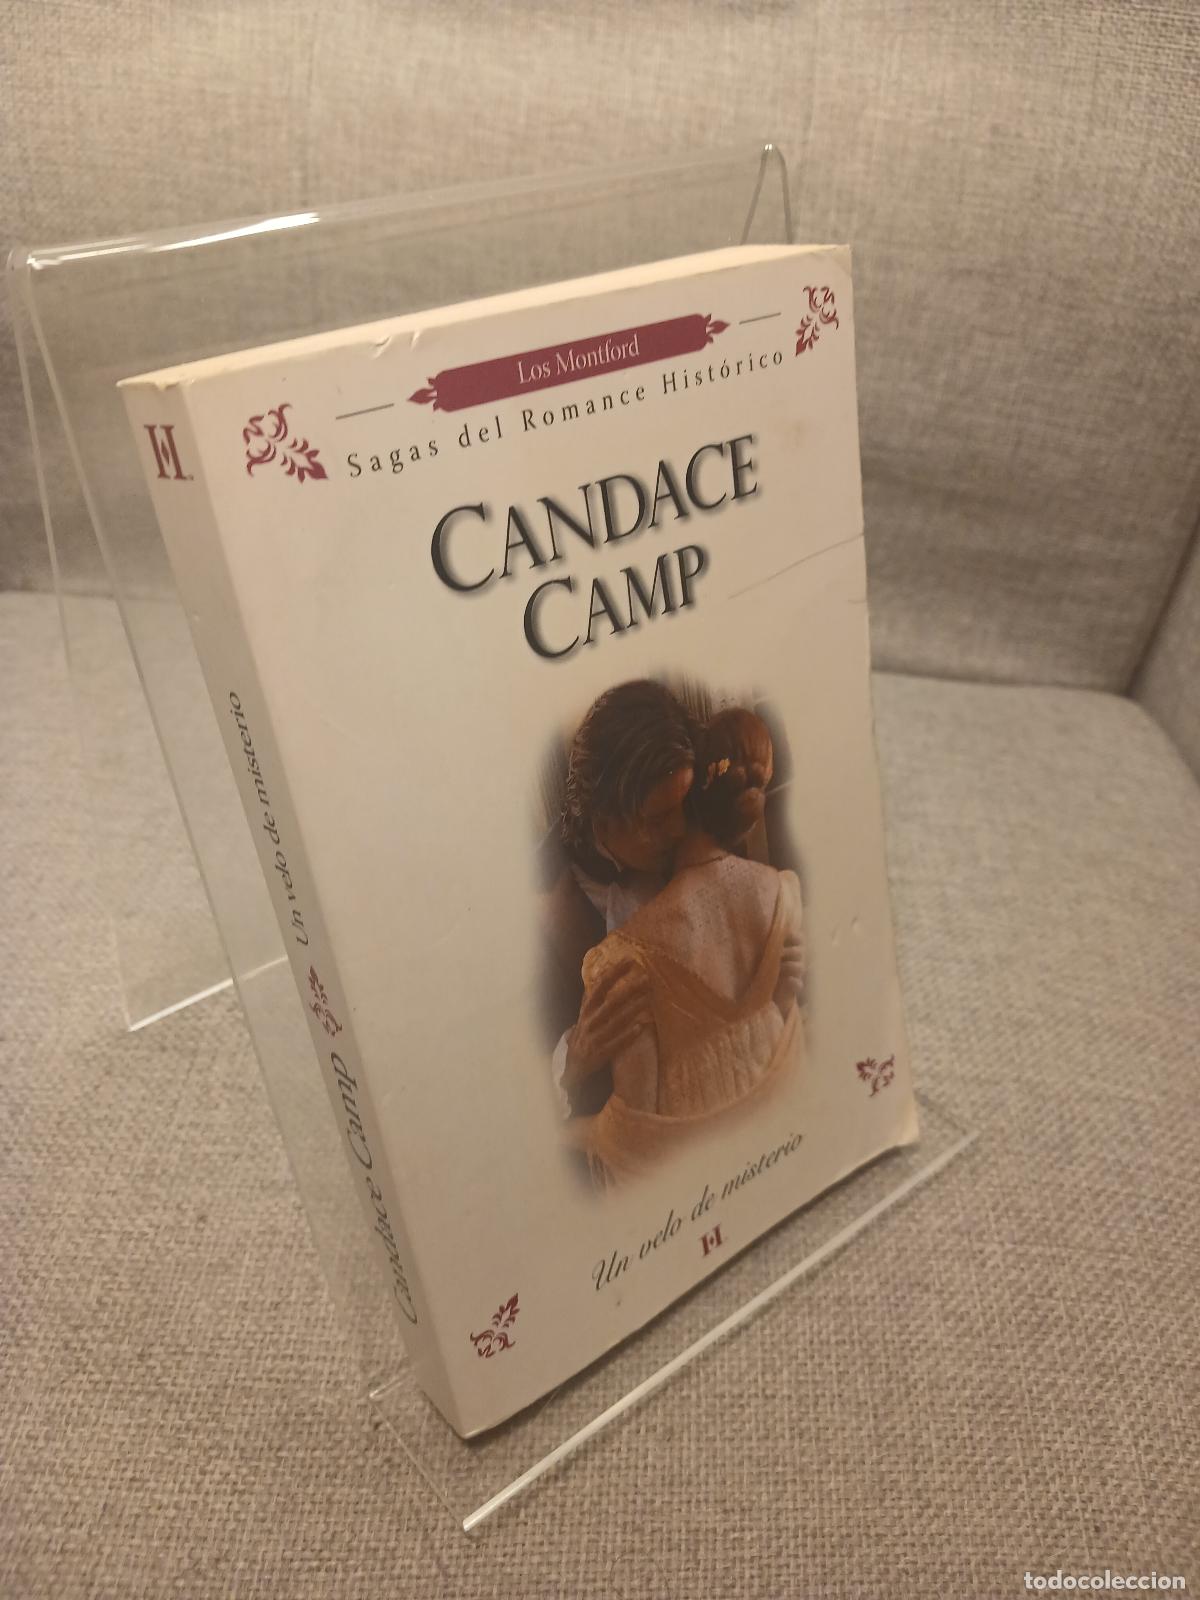 Los Montford
Sagas del Romance Histórico
CANDACE
CAMP
Un velo de misterio
H
H
Un velo de misterio
Candace Camp
todocoleccion